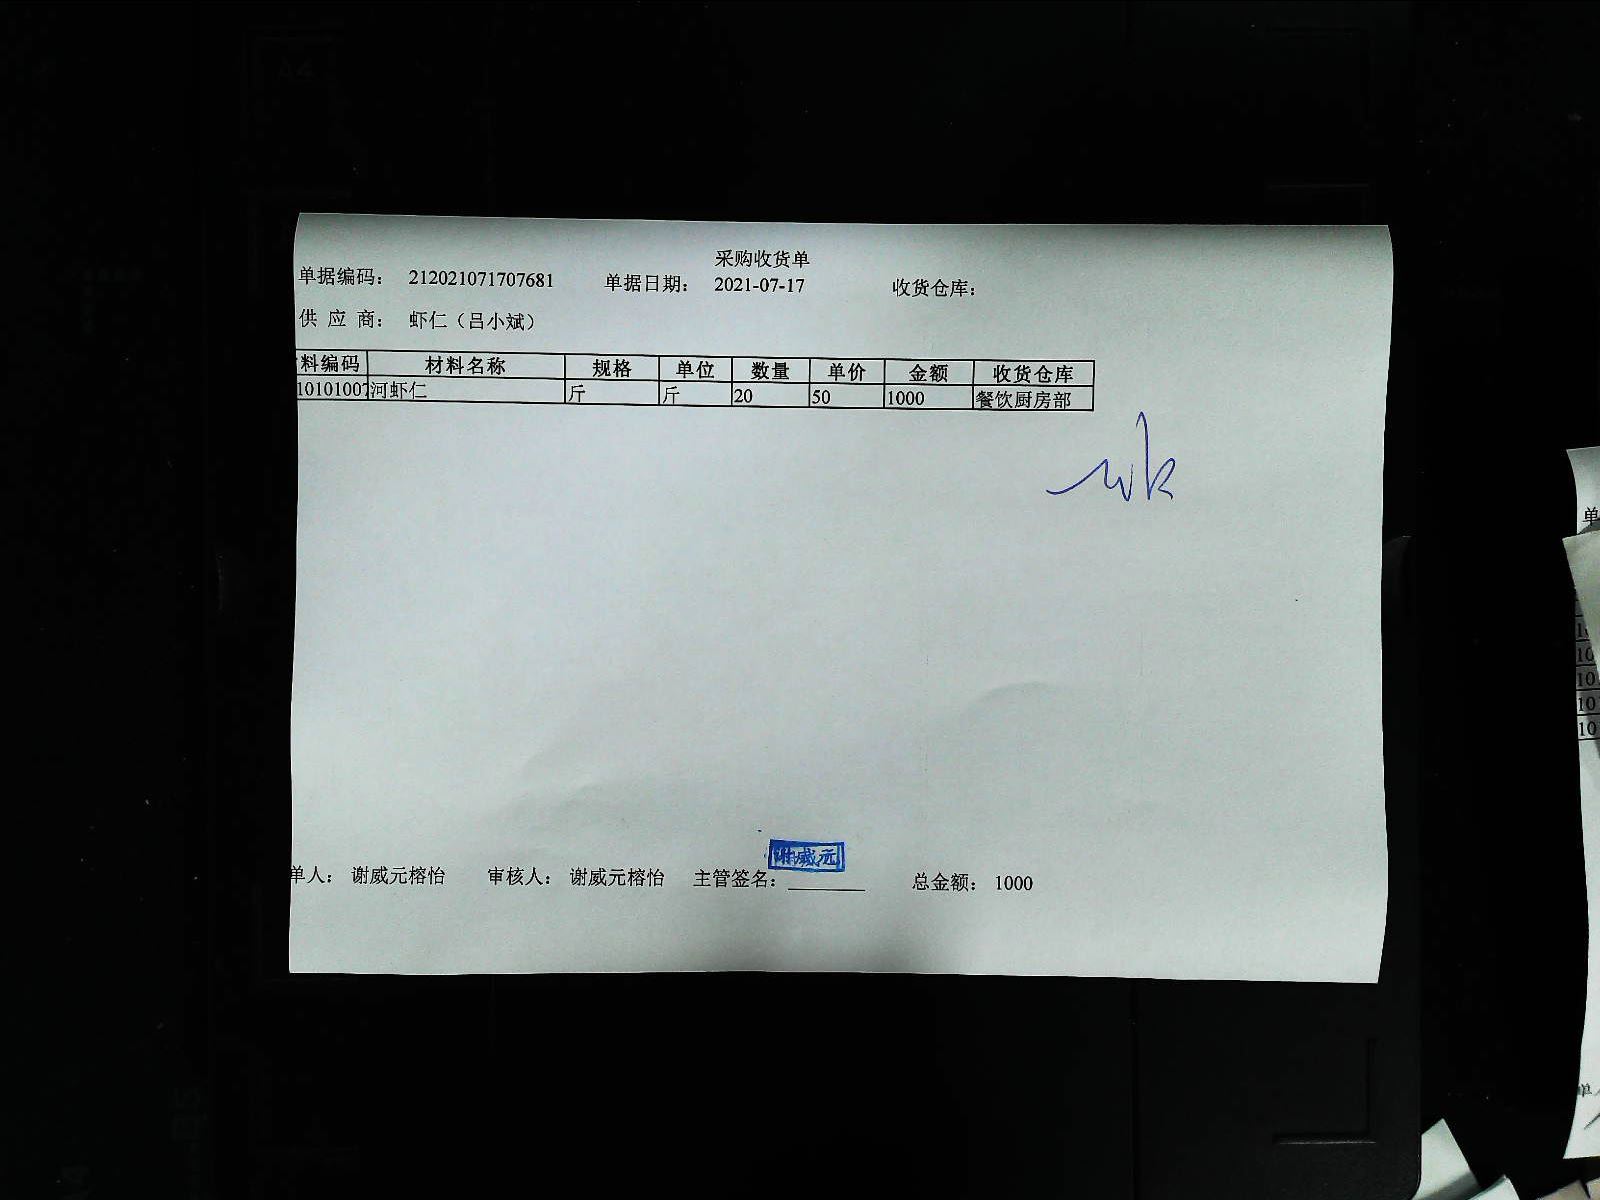 采购收货单
单据编码： 212021071707681 单据日期： 2021-07-17 收货仓库：
供 应 商： 虾仁（吕小斌）
料编码 材料名称 规格 单位 数量 单价 金额 收货仓库
10101007 河虾仁 斤 斤 20 50 1000 餐饮厨房部
谢威元
单人： 谢威元榕怡 审核人： 谢威元榕怡 主管签名：________ 总金额： 1000